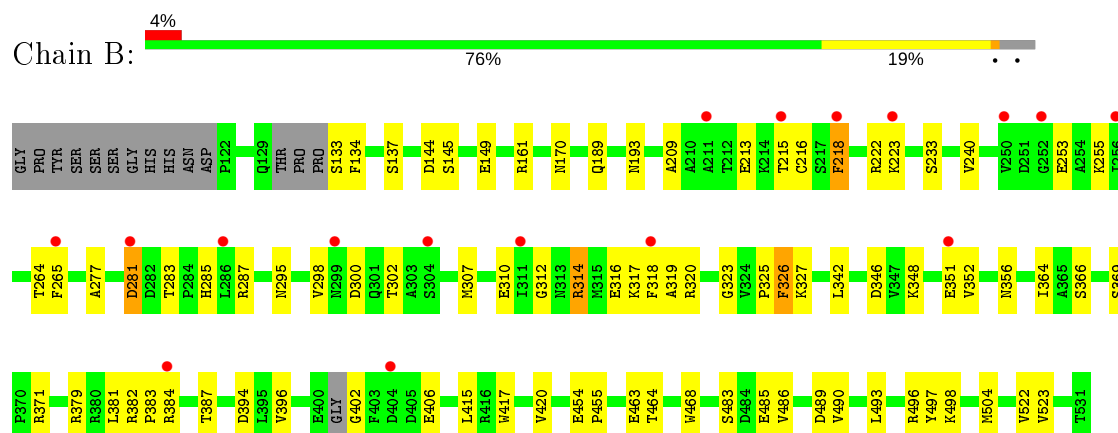 4%
Chain B:
76%
19%
GLY PRO TYR SER SER SER GLY HIS HIS ASN ASP P122 Q129 THR PRO PRO S133 F134 S137 D144 S145 E149 R161 N170 Q189 N193 A209 A210 A211 T212 E213 K214 T215 C216 S217 F218 R222 K223 S233 V240 V250 D251 G252 E253 A254 K255 I256
T264 F265 A277 D281 D282 T283 P284 H285 L286 R287 N295 V298 N299 D300 Q301 T302 A303 S304 M307 E310 I311 G312 N313 R314 M315 E316 K317 F318 A319 R320 G323 V324 P325 F326 K327 L342 D346 V347 K348 E351 V352 N356 I364 A365 S366 S369
P370 R371 R379 R380 L381 R382 P383 R384 T387 D394 L395 V396 E400 GLY G402 F403 D404 D405 E406 L415 R416 W417 V420 E454 P455 E463 T464 W468 S483 D484 E485 V486 D489 V490 L493 R496 Y497 K498 M504 V522 V523 T531